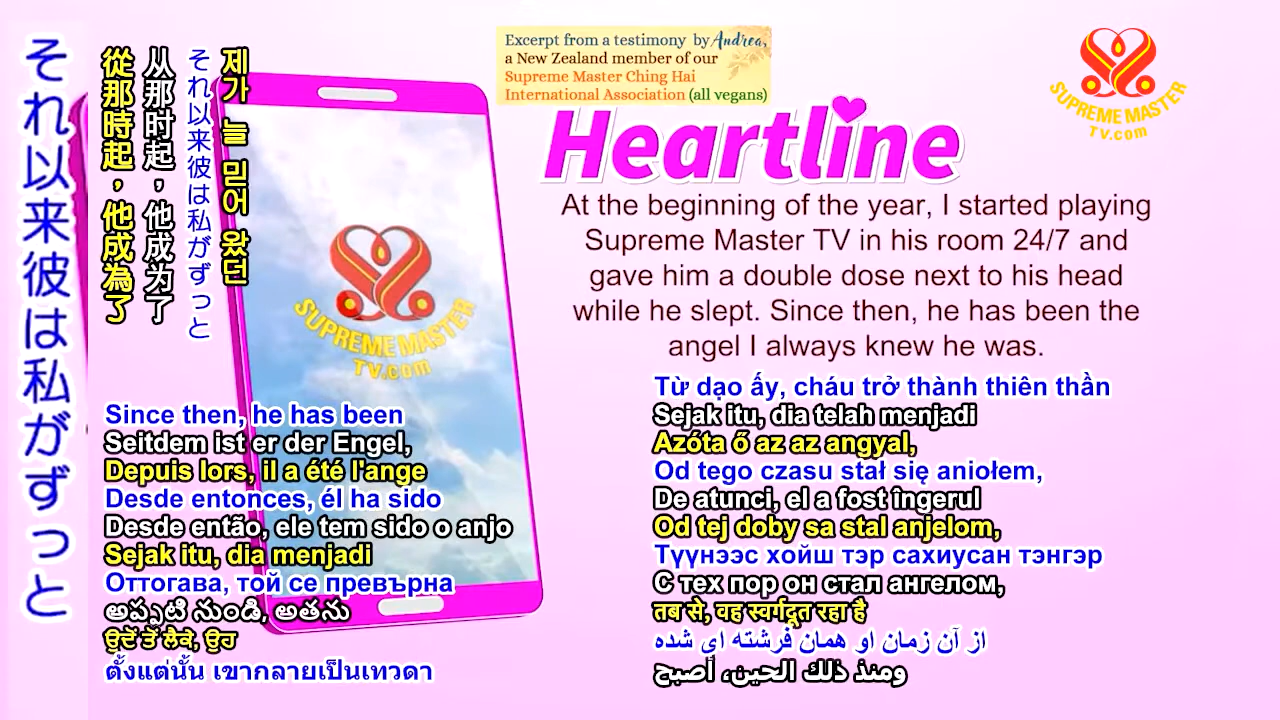 それ以来彼は私がずっと
從那時起，他成為了
从那时起，他成为了
それ以来彼は私がずっと
제가 늘 믿어 왔던
SUPREME MASTER
TV.com
Excerpt from a testimony by Andrea,
a New Zealand member of our
Supreme Master Ching Hai
International Association (all vegans)
SUPREME MASTER
TV.com
Heartline
At the beginning of the year, I started playing
Supreme Master TV in his room 24/7 and
gave him a double dose next to his head
while he slept. Since then, he has been the
angel I always knew he was.
Since then, he has been
Seitdem ist er der Engel,
Depuis lors, il a été l'ange
Desde entonces, él ha sido
Desde então, ele tem sido o anjo
Sejak itu, dia menjadi
Оттогава, той се превърна
అప్పటి నుండి, అతను
ਉਦੋਂ ਤੋਂ ਲੈਕੇ, ਉਹ
ตั้งแต่นั้น เขากลายเป็นเทวดา
Từ dạo ấy, cháu trở thành thiên thần
Sejak itu, dia telah menjadi
Azóta ő az az angyal,
Od tego czasu stał się aniołem,
De atunci, el a fost îngerul
Od tej doby sa stal anjelom,
Түүнээс хойш тэр сахиусан тэнгэр
С тех пор он стал ангелом,
तब से, वह स्वर्गदूत रहा है
از آن زمان او همان فرشته ای شده
ومنذ ذلك الحين، أصبح